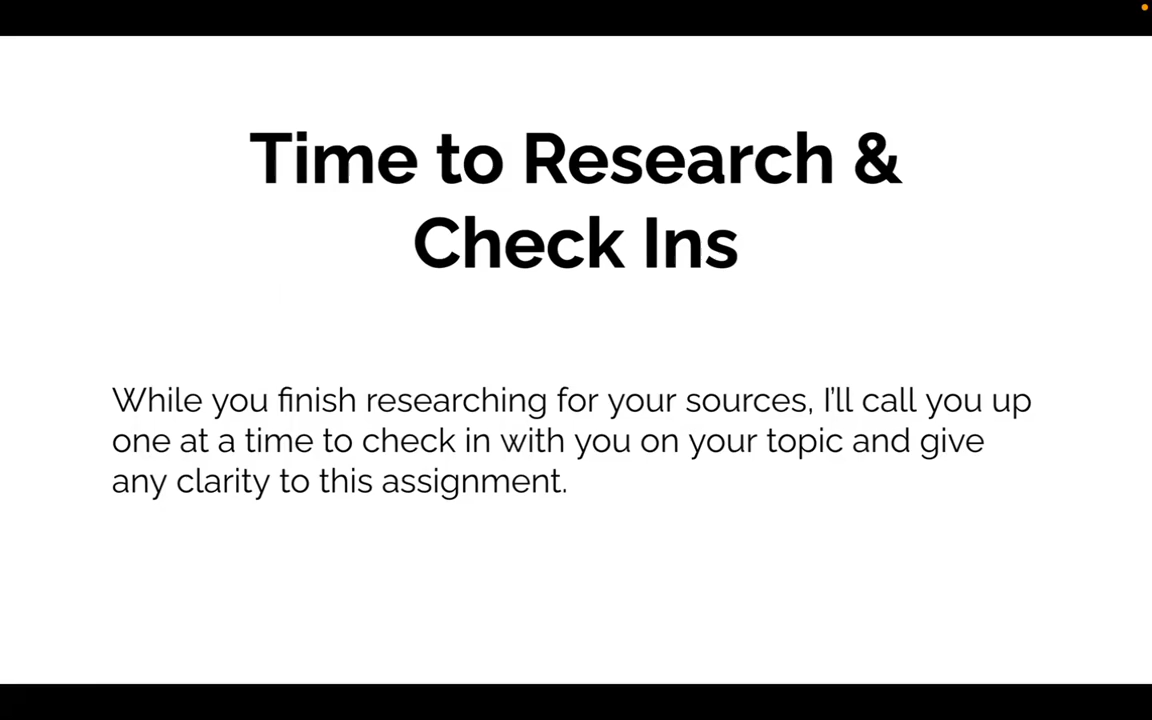 Time to Research &
Check Ins
While you finish researching for your sources, I’ll call you up
one at a time to check in with you on your topic and give
any clarity to this assignment.